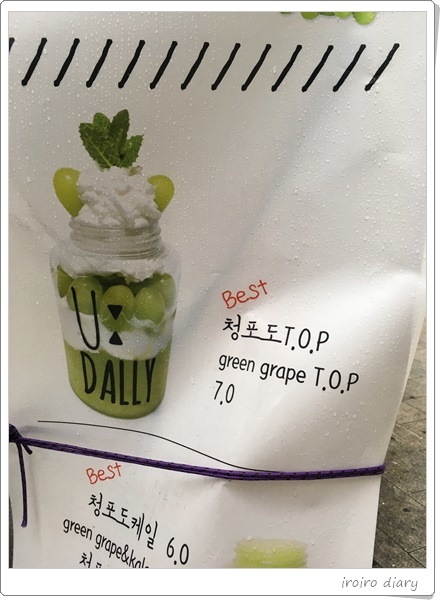 U
DALLY
Best
청포도T.O.P
green grape T.O.P
7.0
Best
청포도케일 6.0
green grape&kale
iroiro diary